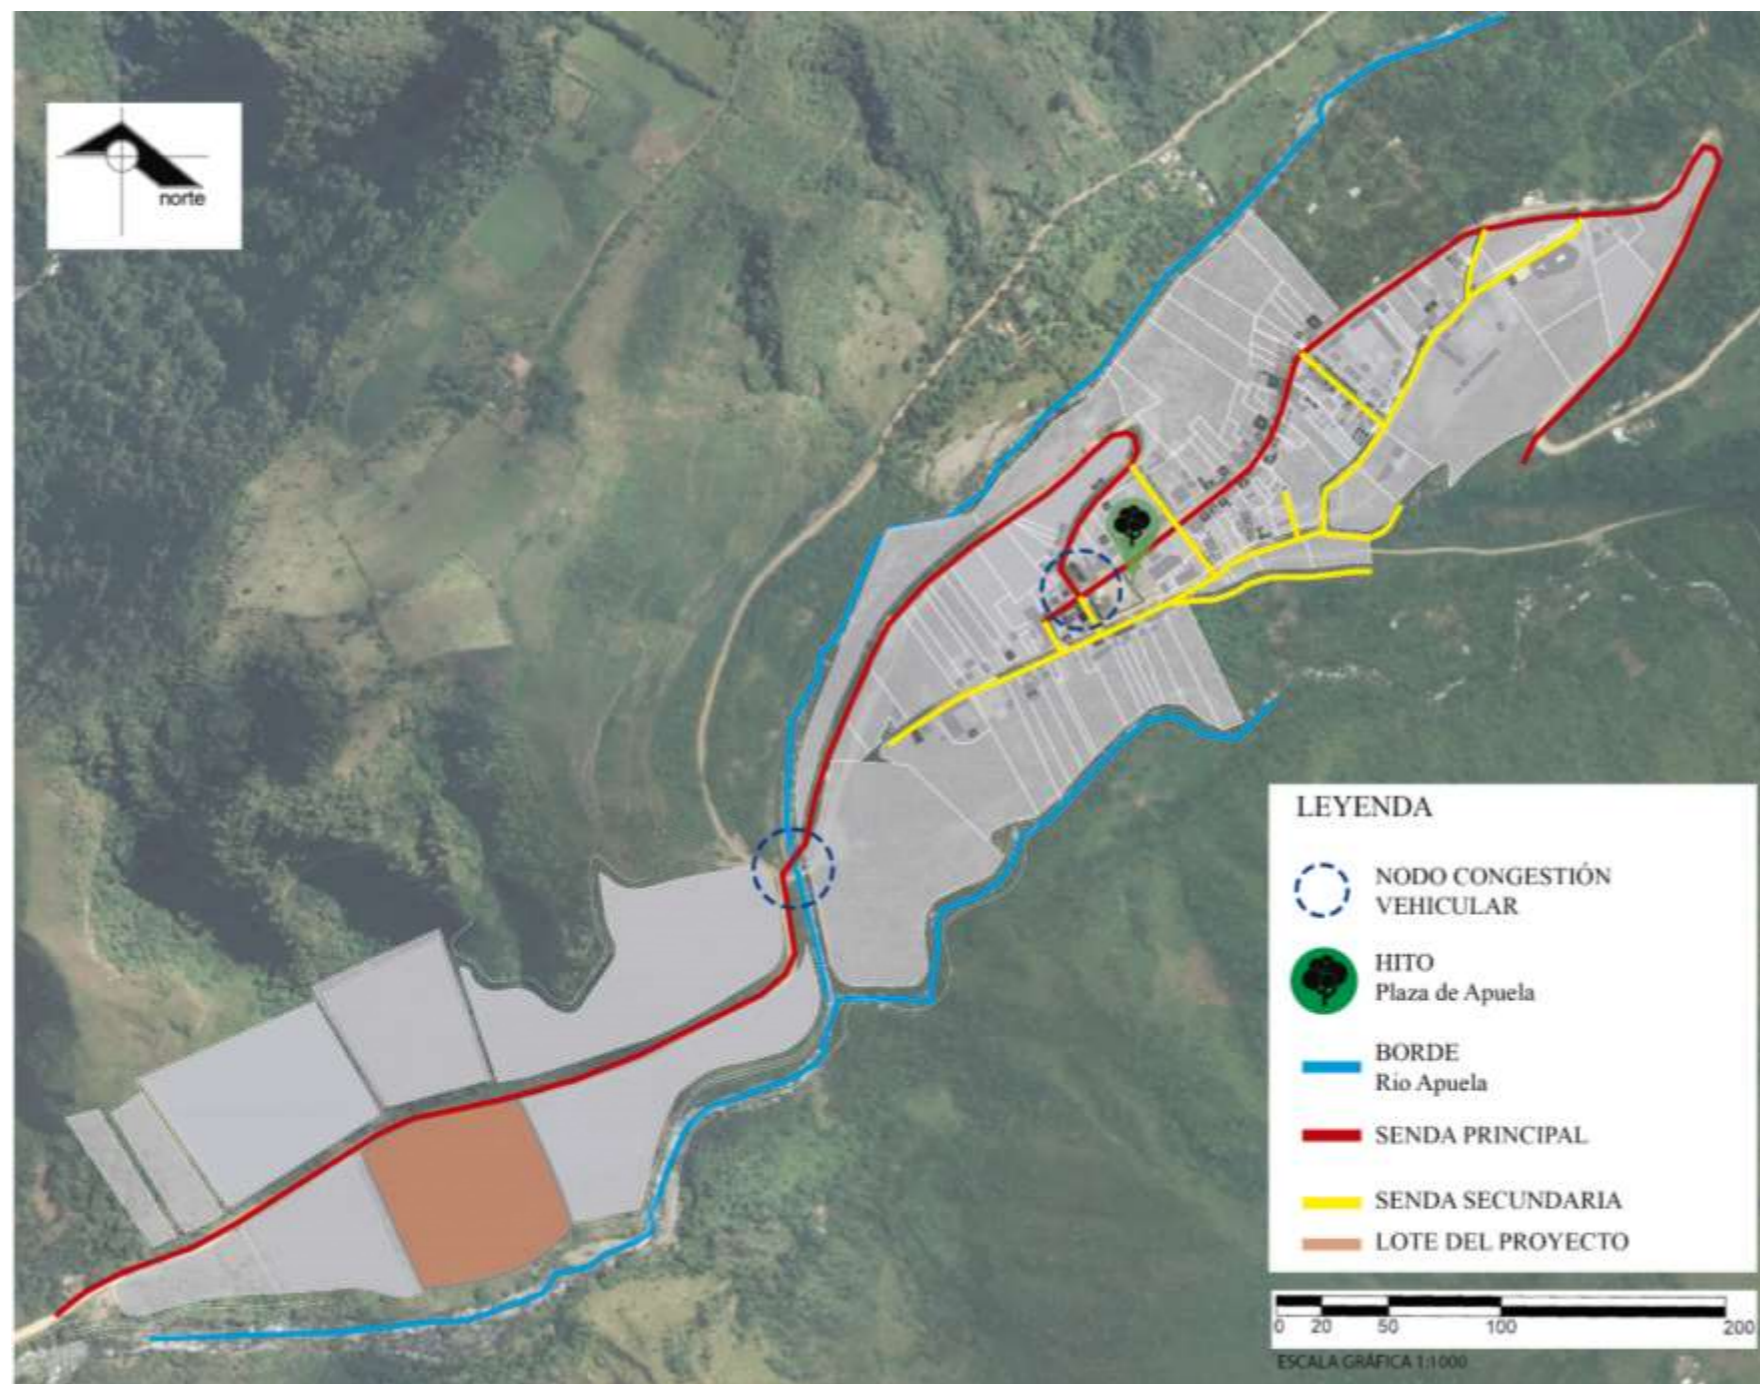 norte
LEYENDA
NODO CONGESTIÓN
VEHICULAR
HITO
Plaza de Apuela
BORDE
Rio Apuela
SENDA PRINCIPAL
SENDA SECUNDARIA
LOTE DEL PROYECTO
0 20 50 100 200
ESCALA GRÁFICA 1:1000